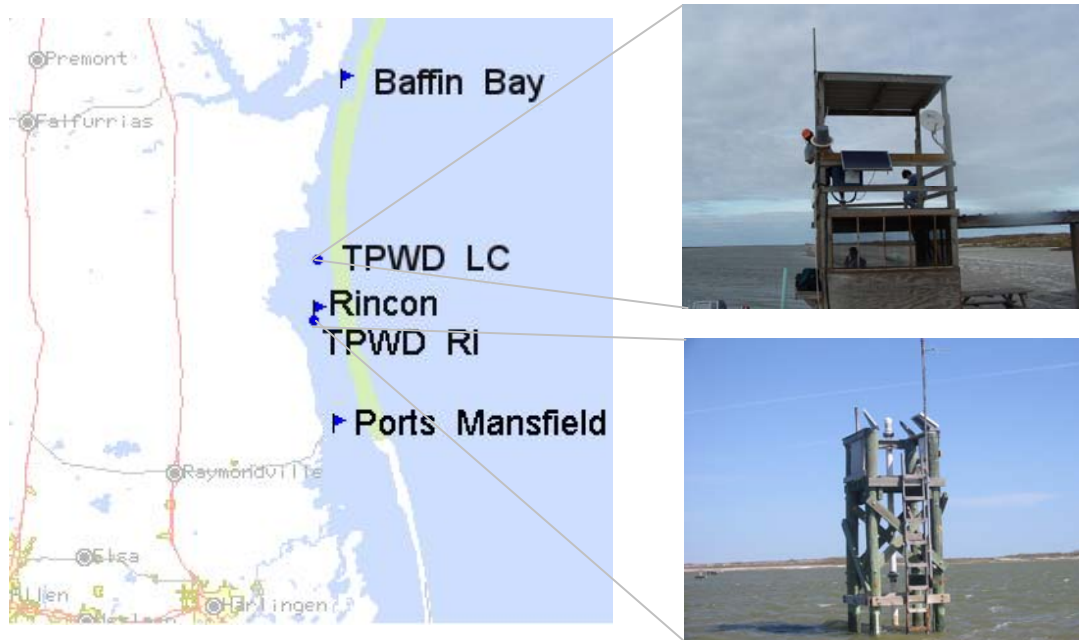 Premont
Baffin Bay
Falfurrias
TPWD LC
Rincon
TPWD RI
Ports Mansfield
Raymondville
Elsa
Harlingen